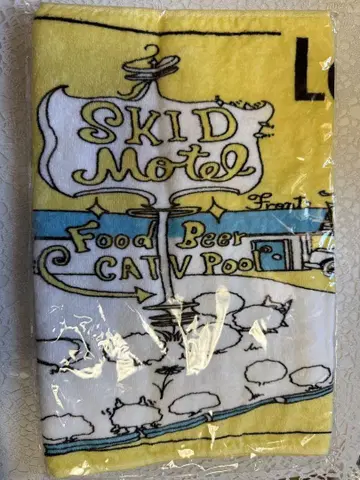 SKID
Motel
Front
Food Beer
CATV Pool